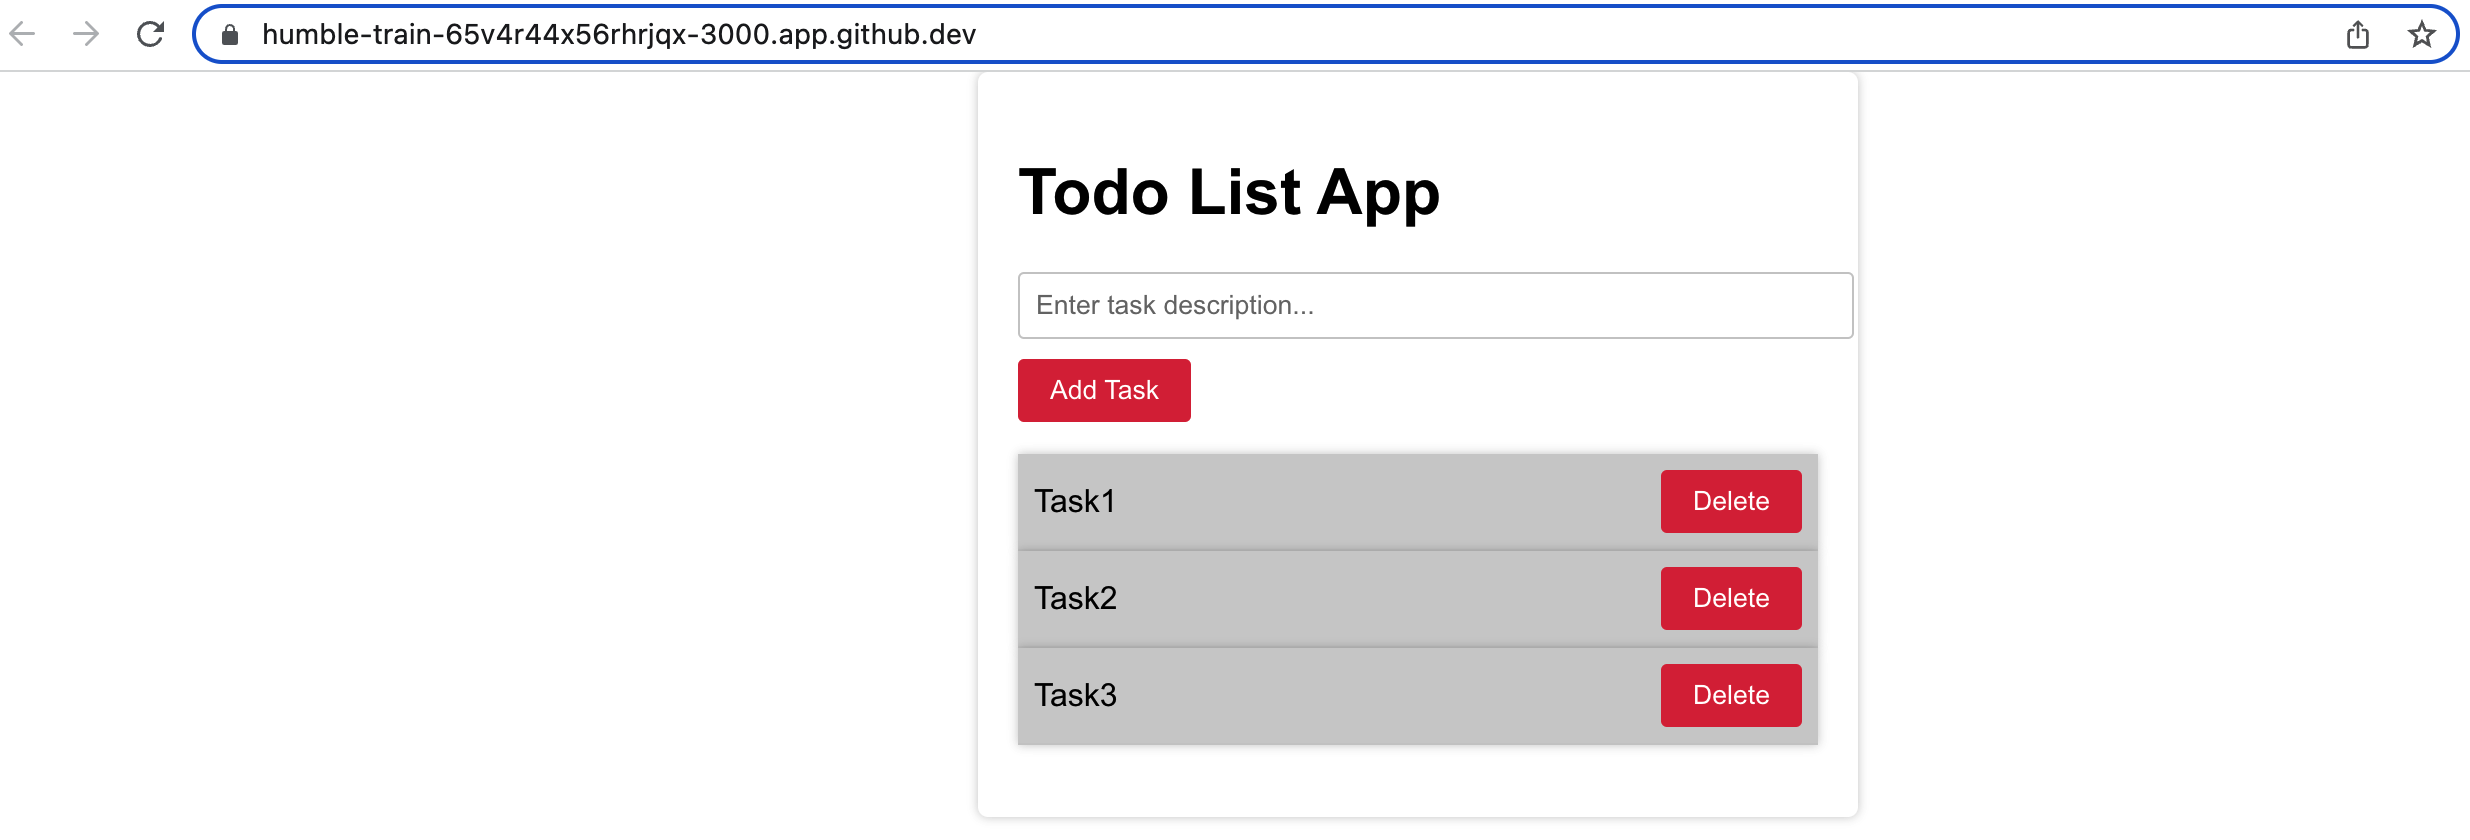 humble-train-65v4r44x56rhrjqx-3000.app.github.dev
Todo List App
Enter task description...
Add Task
Task1 Delete
Task2 Delete
Task3 Delete